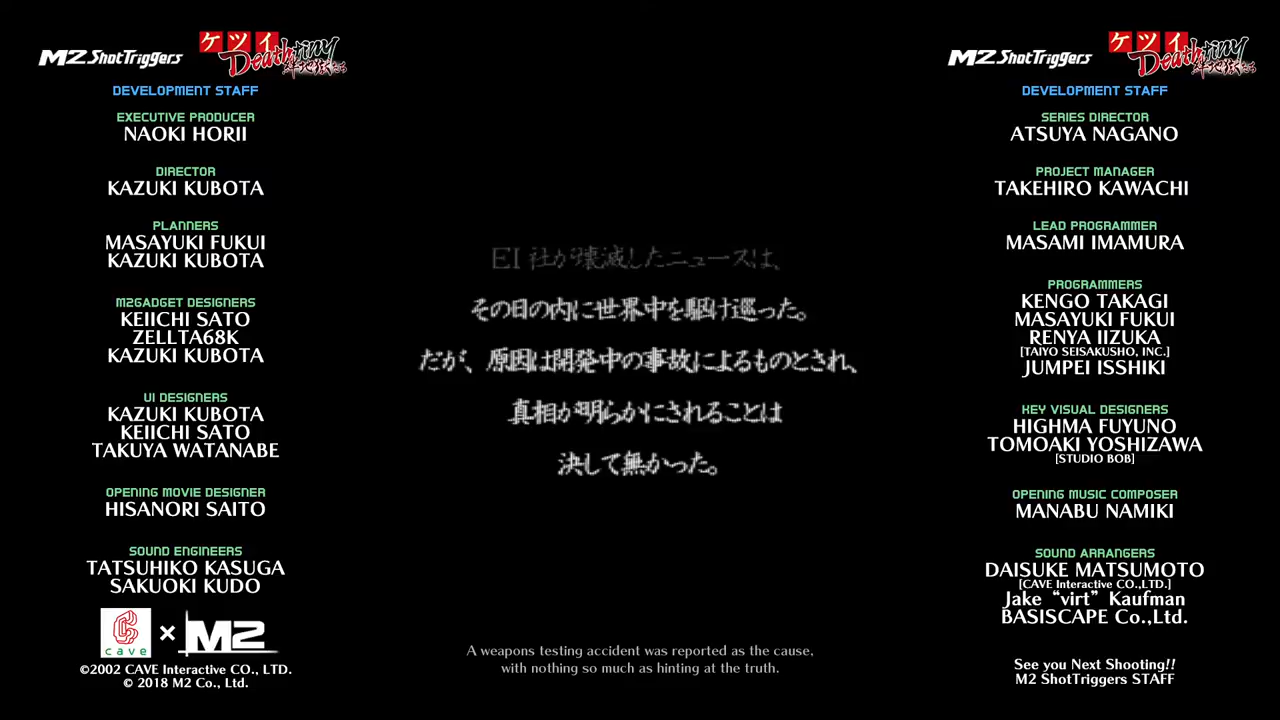 M2 ShotTriggers
ケツイ
Deathtiny
絆地獄たち
DEVELOPMENT STAFF
EXECUTIVE PRODUCER
NAOKI HORII
DIRECTOR
KAZUKI KUBOTA
PLANNERS
MASAYUKI FUKUI
KAZUKI KUBOTA
M2GADGET DESIGNERS
KEIICHI SATO
ZELLTA68K
KAZUKI KUBOTA
UI DESIGNERS
KAZUKI KUBOTA
KEIICHI SATO
TAKUYA WATANABE
OPENING MOVIE DESIGNER
HISANORI SAITO
SOUND ENGINEERS
TATSUHIKO KASUGA
SAKUOKI KUDO
cave × M2
©2002 CAVE Interactive CO., LTD.
© 2018 M2 Co., Ltd.
EI社が壊滅したニュースは、
その日の内に世界中を駆け巡った。
だが、原因は開発中の事故によるものとされ、
真相が明らかにされることは
決して無かった。
A weapons testing accident was reported as the cause,
with nothing so much as hinting at the truth.
M2 ShotTriggers
ケツイ
Deathtiny
絆地獄たち
DEVELOPMENT STAFF
SERIES DIRECTOR
ATSUYA NAGANO
PROJECT MANAGER
TAKEHIRO KAWACHI
LEAD PROGRAMMER
MASAMI IMAMURA
PROGRAMMERS
KENGO TAKAGI
MASAYUKI FUKUI
RENYA IIZUKA
[TAIYO SEISAKUSHO, INC.]
JUMPEI ISSHIKI
KEY VISUAL DESIGNERS
HIGHMA FUYUNO
TOMOAKI YOSHIZAWA
[STUDIO BOB]
OPENING MUSIC COMPOSER
MANABU NAMIKI
SOUND ARRANGERS
DAISUKE MATSUMOTO
[CAVE Interactive CO.,LTD.]
Jake “virt” Kaufman
BASISCAPE Co.,Ltd.
See you Next Shooting!!
M2 ShotTriggers STAFF